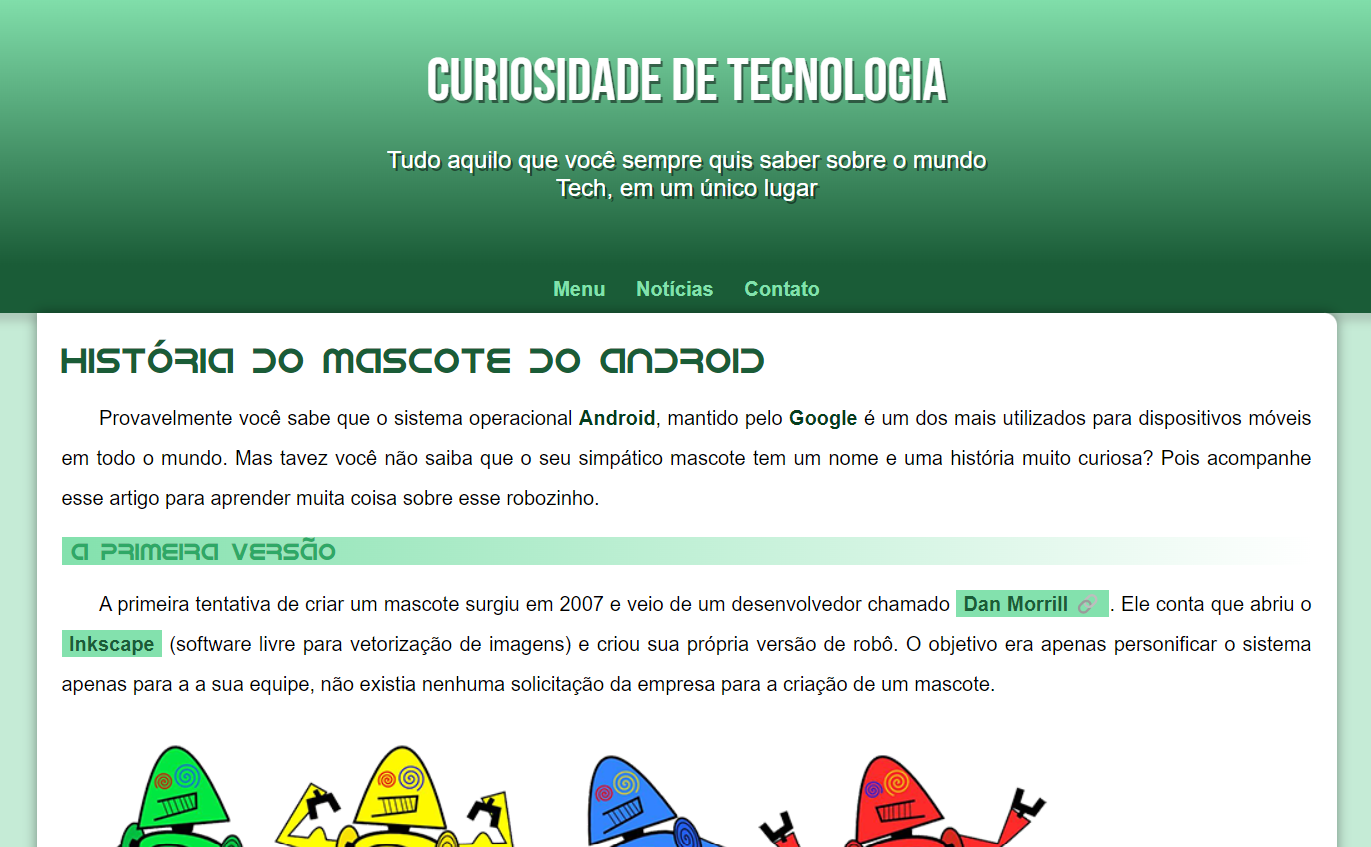 CURIOSIDADE DE TECNOLOGIA
Tudo aquilo que você sempre quis saber sobre o mundo
Tech, em um único lugar
Menu Notícias Contato
HISTÓRIA DO MASCOTE DO ANDROID
Provavelmente você sabe que o sistema operacional Android, mantido pelo Google é um dos mais utilizados para dispositivos móveis
em todo o mundo. Mas tavez você não saiba que o seu simpático mascote tem um nome e uma história muito curiosa? Pois acompanhe
esse artigo para aprender muita coisa sobre esse robozinho.
A PRIMEIRA VERSÃO
A primeira tentativa de criar um mascote surgiu em 2007 e veio de um desenvolvedor chamado Dan Morrill 🔗 . Ele conta que abriu o
Inkscape (software livre para vetorização de imagens) e criou sua própria versão de robô. O objetivo era apenas personificar o sistema
apenas para a a sua equipe, não existia nenhuma solicitação da empresa para a criação de um mascote.